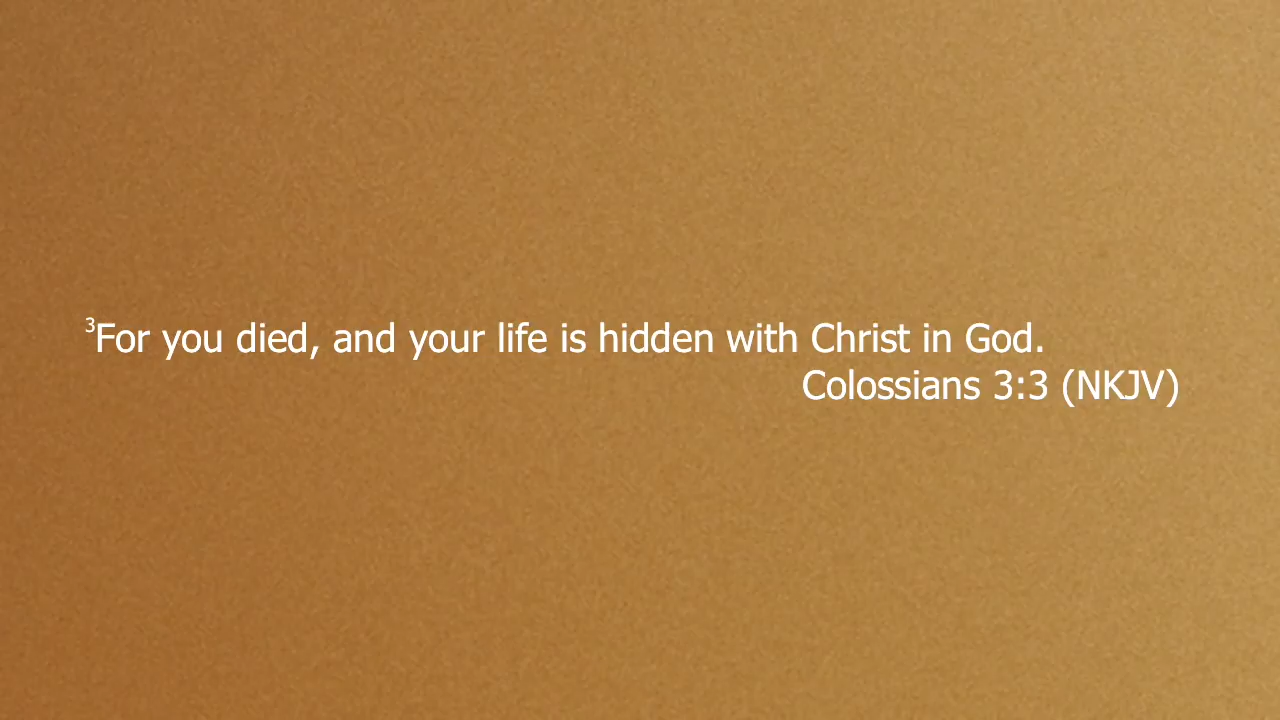 ³For you died, and your life is hidden with Christ in God.
Colossians 3:3 (NKJV)